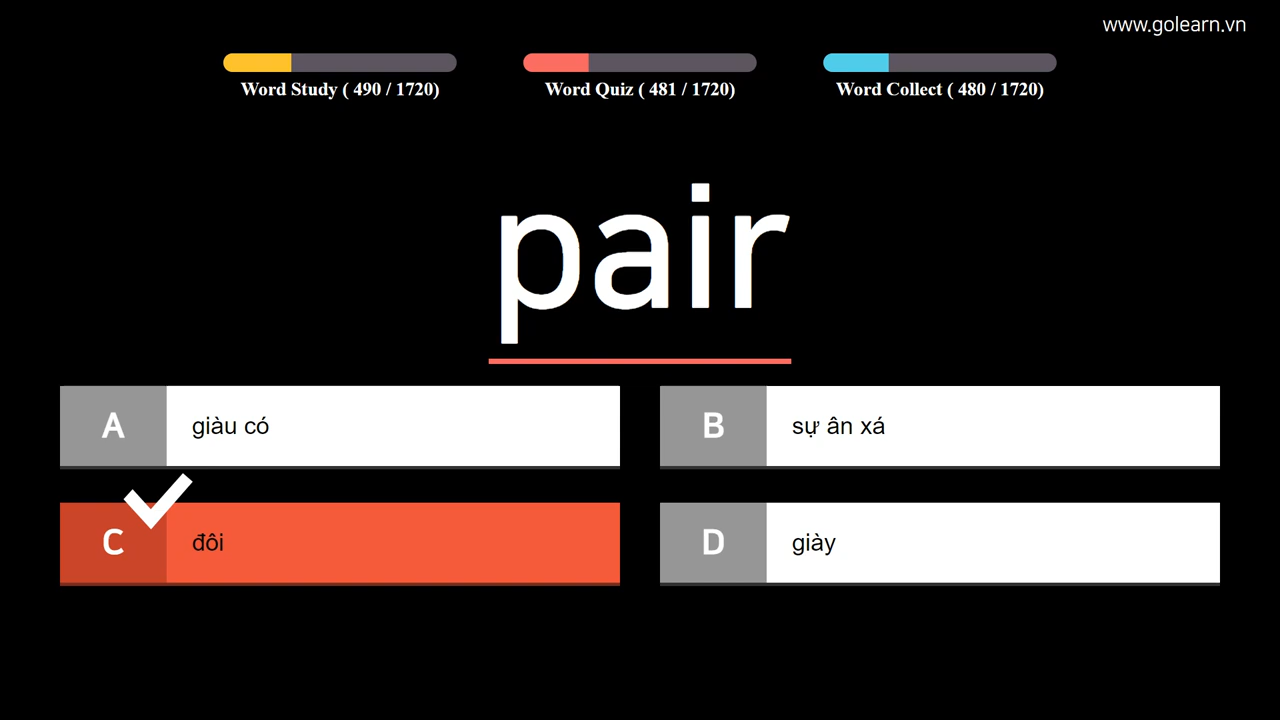 www.golearn.vn
Word Study ( 490 / 1720)
Word Quiz ( 481 / 1720)
Word Collect ( 480 / 1720)
pair
A giàu có
B sự ân xá
C đôi
D giày